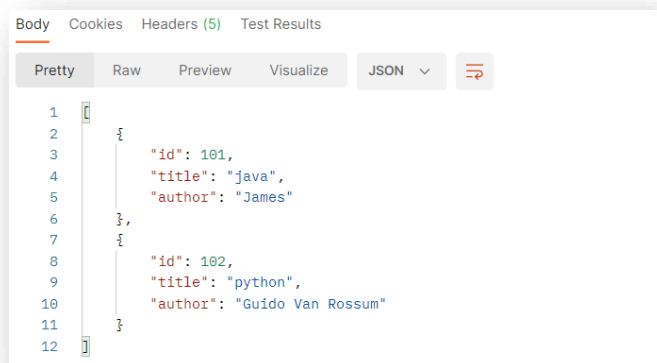 Body Cookies Headers (5) Test Results
Pretty Raw Preview Visualize JSON
1 [
2 {
3 "id": 101,
4 "title": "java",
5 "author": "James"
6 },
7 {
8 "id": 102,
9 "title": "python",
10 "author": "Guido Van Rossum"
11 }
12 ]